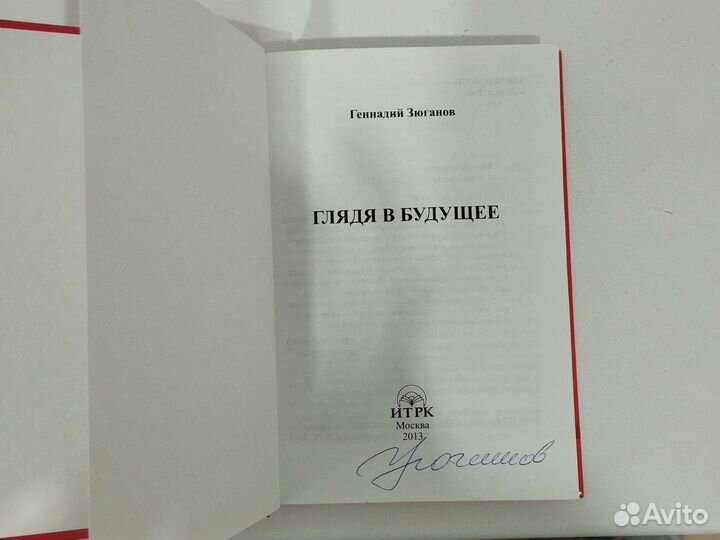 Геннадий Зюганов
ГЛЯДЯ В БУДУЩЕЕ
ИТРК
Москва
2013
Avito